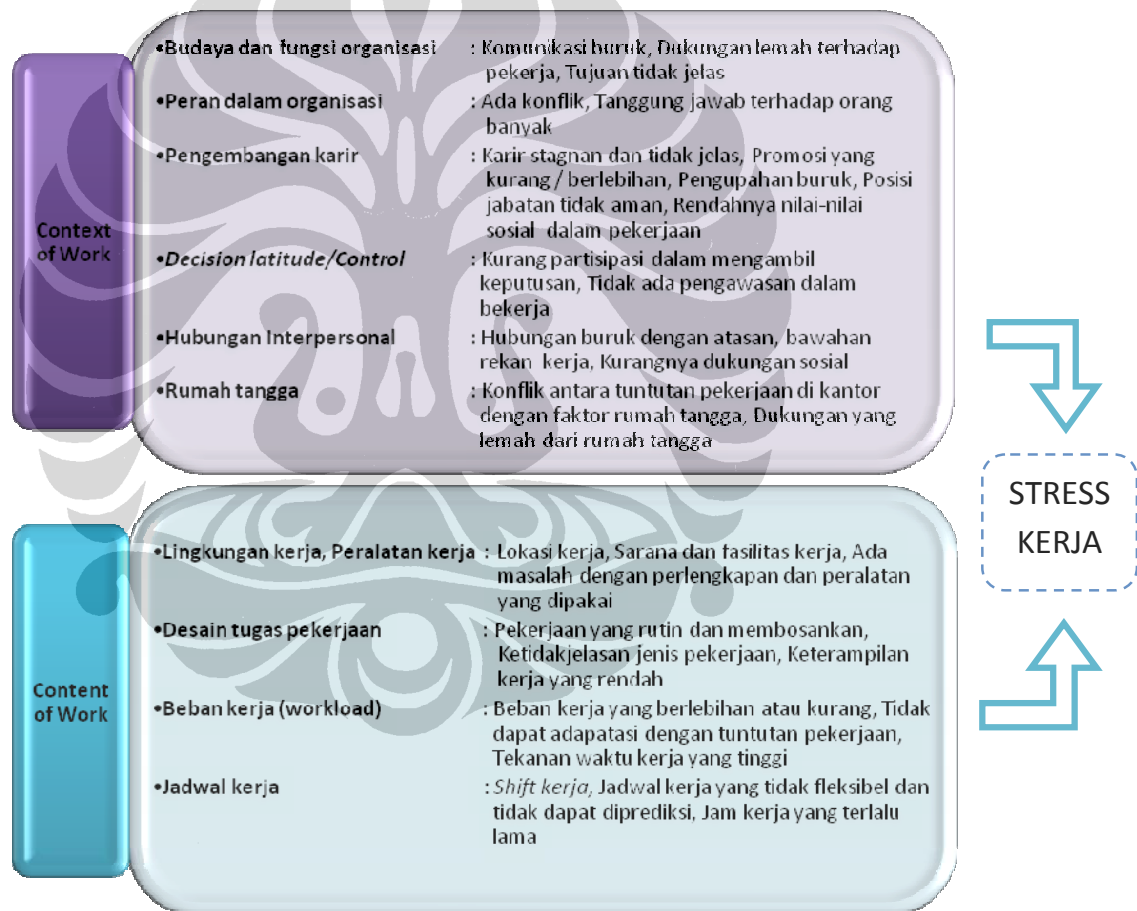 Context
of Work
•Budaya dan fungsi organisasi : Komunikasi buruk, Dukungan lemah terhadap
pekerja, Tujuan tidak jelas
•Peran dalam organisasi : Ada konflik, Tanggung jawab terhadap orang
banyak
•Pengembangan karir : Karir stagnan dan tidak jelas, Promosi yang
kurang / berlebihan, Pengupahan buruk, Posisi
jabatan tidak aman, Rendahnya nilai-nilai
sosial dalam pekerjaan
•Decision latitude/Control : Kurang partisipasi dalam mengambil
keputusan, Tidak ada pengawasan dalam
bekerja
•Hubungan Interpersonal : Hubungan buruk dengan atasan, bawahan
rekan kerja, Kurangnya dukungan sosial
•Rumah tangga : Konflik antara tuntutan pekerjaan di kantor
dengan faktor rumah tangga, Dukungan yang
lemah dari rumah tangga
Content
of Work
•Lingkungan kerja, Peralatan kerja : Lokasi kerja, Sarana dan fasilitas kerja, Ada
masalah dengan perlengkapan dan peralatan
yang dipakai
•Desain tugas pekerjaan : Pekerjaan yang rutin dan membosankan,
Ketidakjelasan jenis pekerjaan, Keterampilan
kerja yang rendah
•Beban kerja (workload) : Beban kerja yang berlebihan atau kurang, Tidak
dapat adapatasi dengan tuntutan pekerjaan,
Tekanan waktu kerja yang tinggi
•Jadwal kerja : Shift kerja, Jadwal kerja yang tidak fleksibel dan
tidak dapat diprediksi, Jam kerja yang terlalu
lama
STRESS
KERJA